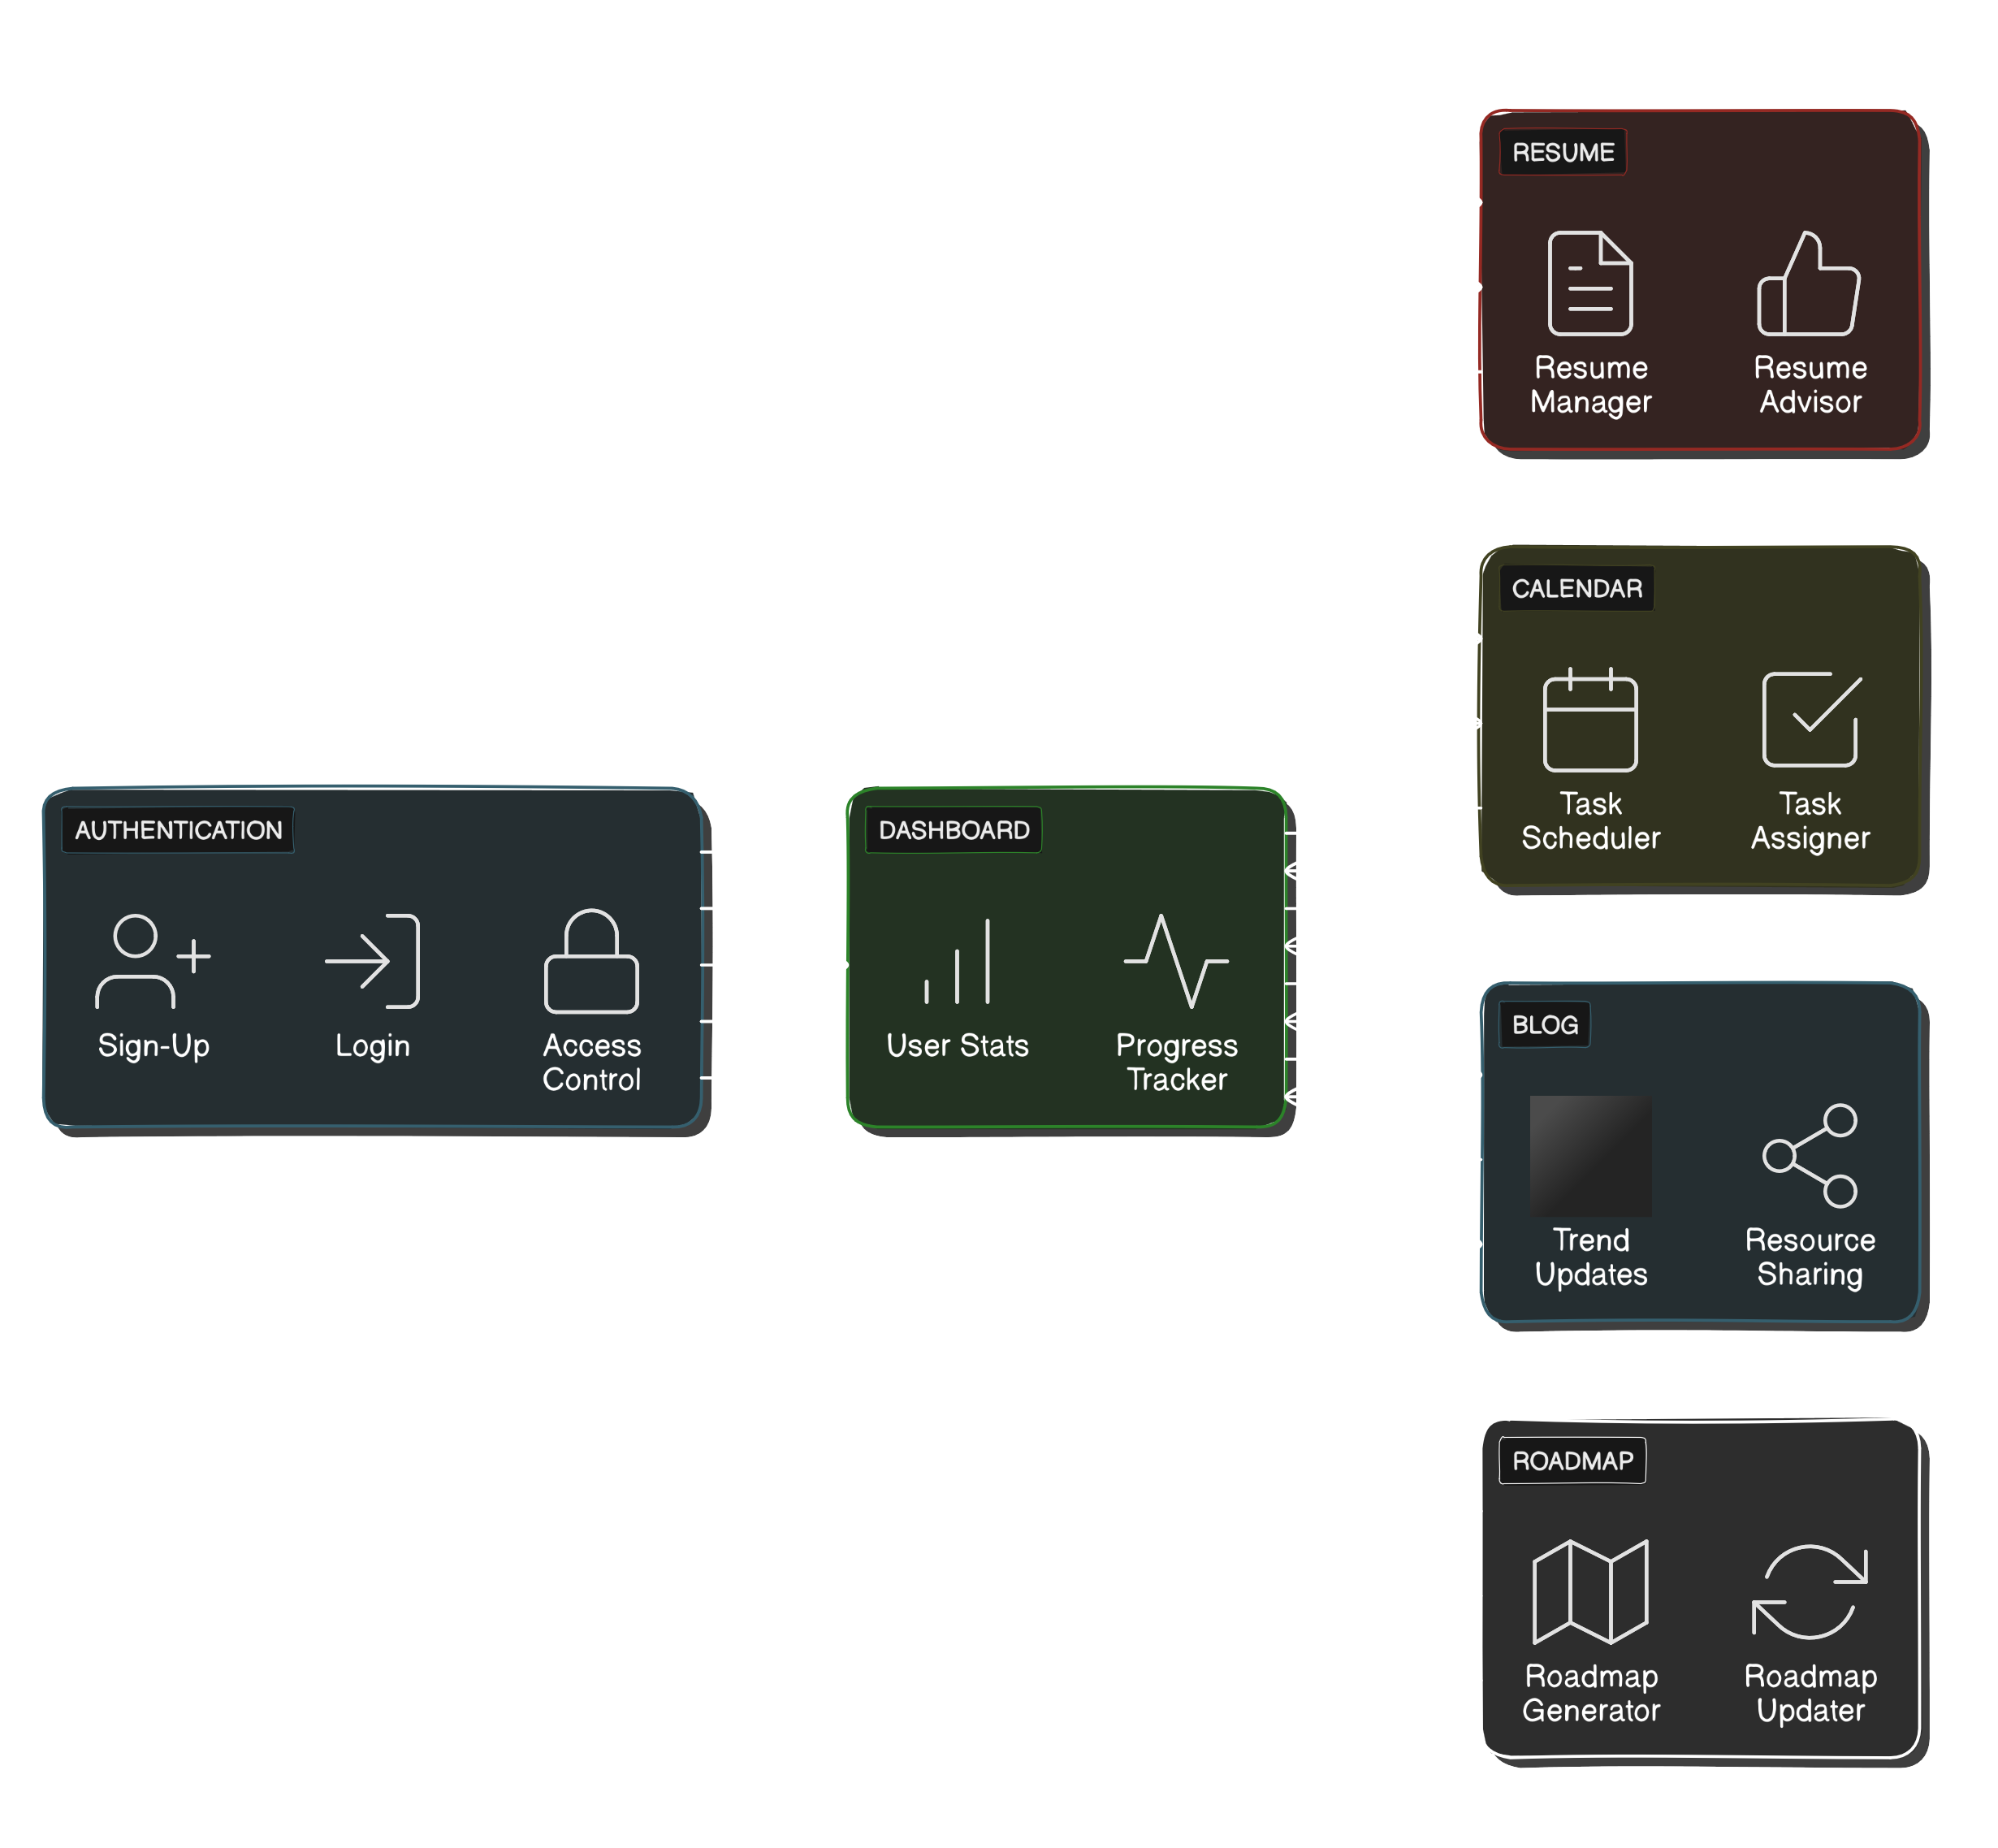 AUTHENTICATION
Sign-Up
Login
Access
Control
DASHBOARD
User Stats
Progress
Tracker
RESUME
Resume
Manager
Resume
Advisor
CALENDAR
Task
Scheduler
Task
Assigner
BLOG
Trend
Updates
Resource
Sharing
ROADMAP
Roadmap
Generator
Roadmap
Updater